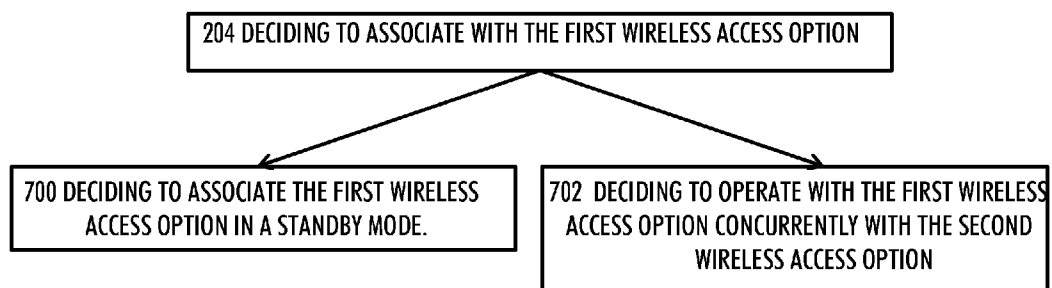 204 DECIDING TO ASSOCIATE WITH THE FIRST WIRELESS ACCESS OPTION
700 DECIDING TO ASSOCIATE THE FIRST WIRELESS
ACCESS OPTION IN A STANDBY MODE.
702 DECIDING TO OPERATE WITH THE FIRST WIRELESS
ACCESS OPTION CONCURRENTLY WITH THE SECOND
WIRELESS ACCESS OPTION